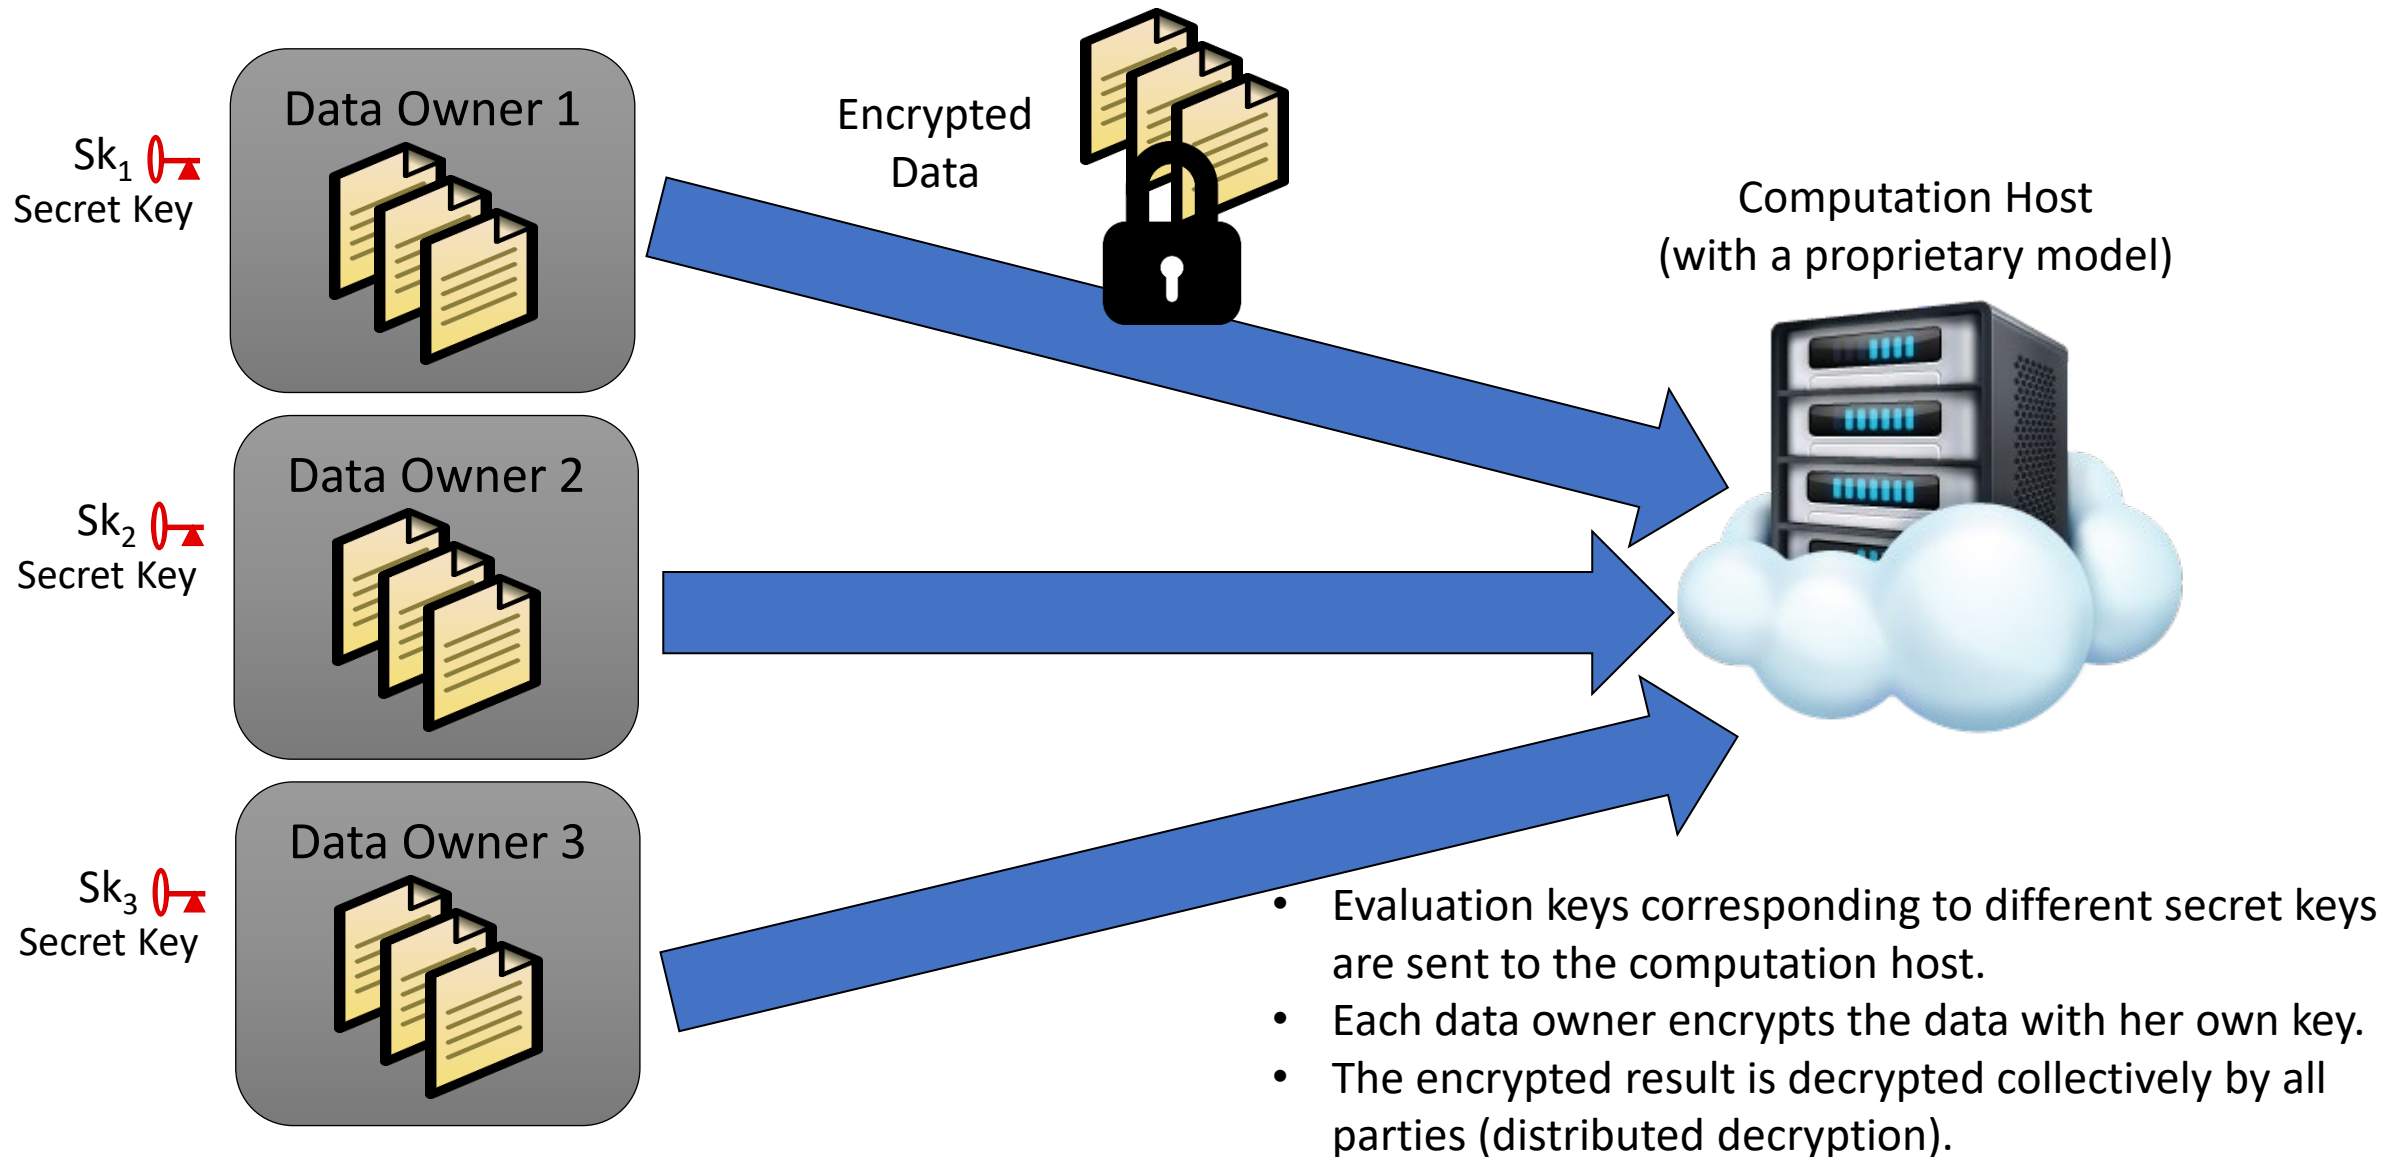 Data Owner 1
Sk₁
Secret Key
Encrypted
Data
Computation Host
(with a proprietary model)
Data Owner 2
Sk₂
Secret Key
Data Owner 3
Sk₃
Secret Key
• Evaluation keys corresponding to different secret keys
are sent to the computation host.
• Each data owner encrypts the data with her own key.
• The encrypted result is decrypted collectively by all
parties (distributed decryption).